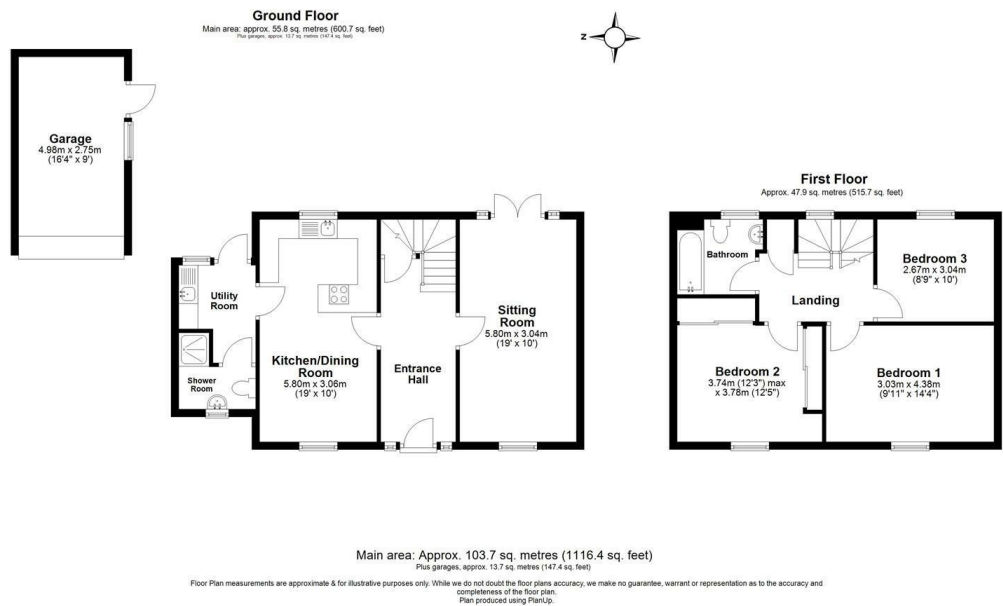 Ground Floor
Main area: approx. 55.8 sq. metres (600.7 sq. feet)
Plus garages, approx. 13.7 sq. metres (147.4 sq. feet)
N
Garage
4.98m x 2.75m
(16'4" x 9')
First Floor
Approx. 47.9 sq. metres (515.7 sq. feet)
Utility
Room
Shower
Room
Kitchen/Dining
Room
5.80m x 3.06m
(19' x 10')
Entrance
Hall
Sitting
Room
5.80m x 3.04m
(19' x 10')
Bathroom
Landing
Bedroom 3
2.67m x 3.04m
(8'9" x 10')
Bedroom 2
3.74m (12'3") max
x 3.78m (12'5")
Bedroom 1
3.03m x 4.38m
(9'11" x 14'4")
Main area: Approx. 103.7 sq. metres (1116.4 sq. feet)
Plus garages, approx. 13.7 sq. metres (147.4 sq. feet)
Floor Plan measurements are approximate & for illustrative purposes only. While we do not doubt the floor plans accuracy, we make no guarantee, warrant or representation as to the accuracy and
completeness of the floor plan.
Plan produced using PlanUp.